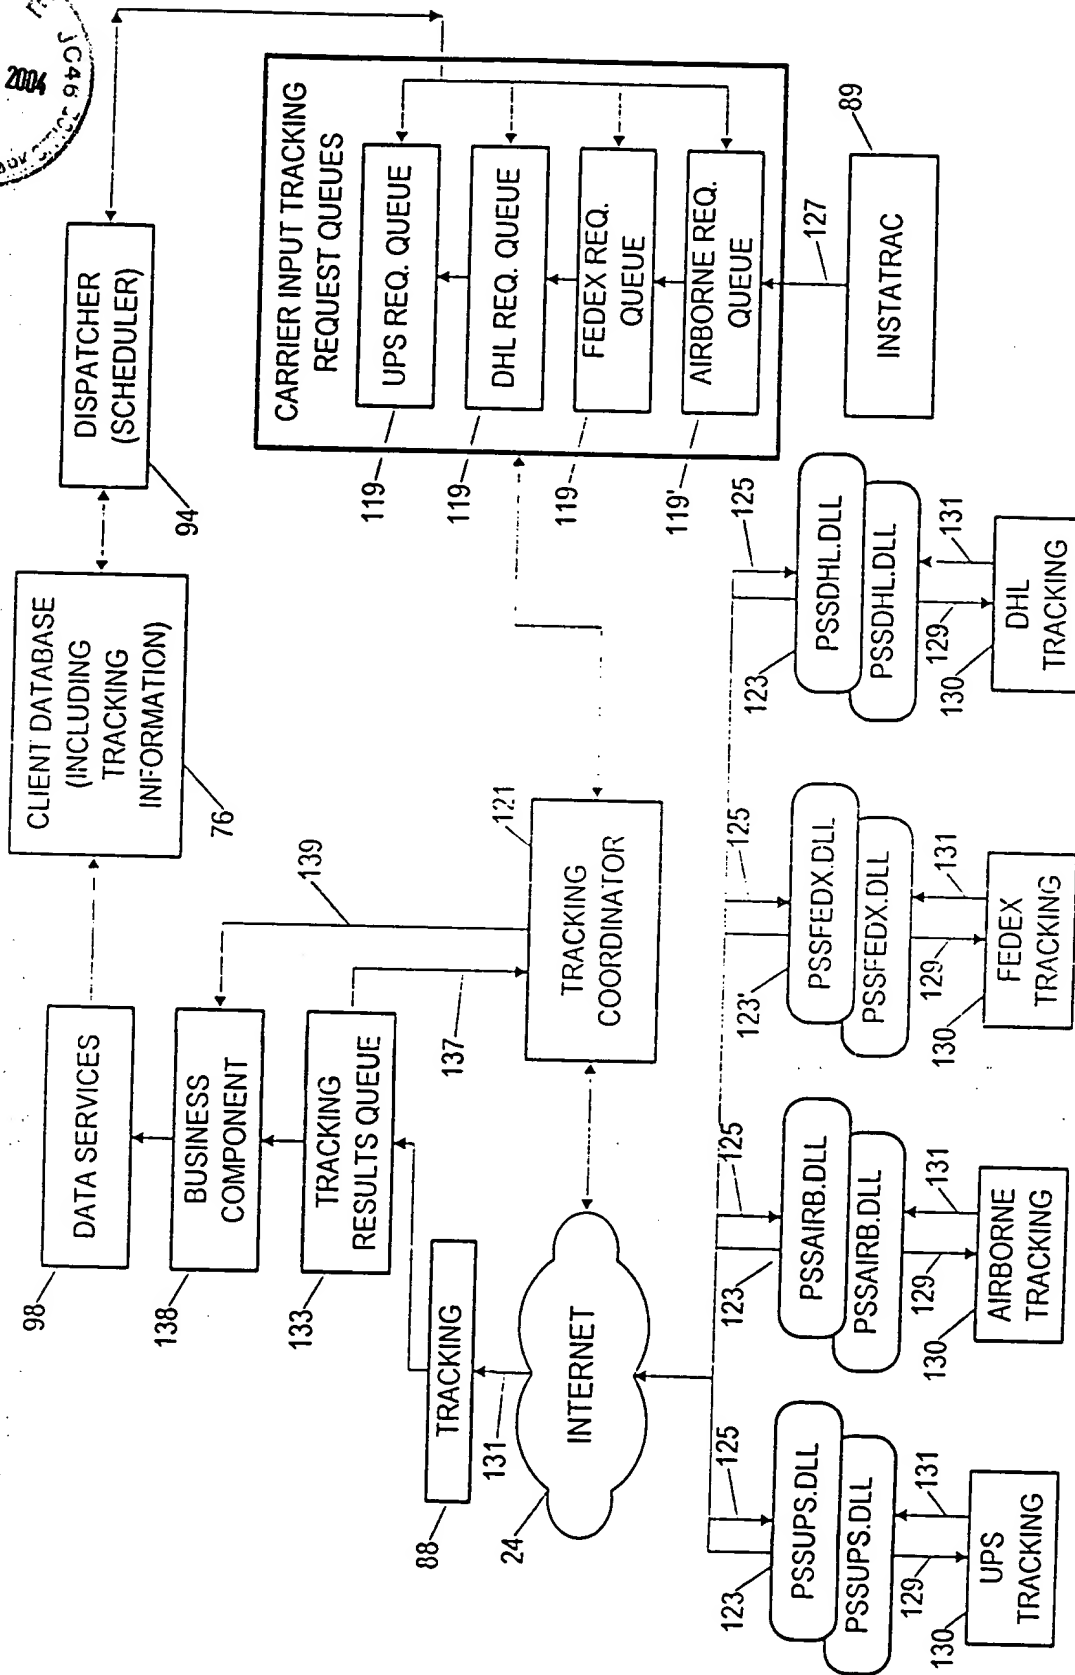 2004
JC46
98
DATA SERVICES
CLIENT DATABASE
(INCLUDING
TRACKING
INFORMATION)
76
DISPATCHER
(SCHEDULER)
94
138
BUSINESS
COMPONENT
139
133
TRACKING
RESULTS QUEUE
137
88
TRACKING
131
24
INTERNET
TRACKING
COORDINATOR
121
CARRIER INPUT TRACKING
REQUEST QUEUES
119
UPS REQ. QUEUE
119
DHL REQ. QUEUE
119
FEDEX REQ.
QUEUE
119'
AIRBORNE REQ.
QUEUE
127
INSTATRAC
89
125
123
PSSUPS.DLL
PSSUPS.DLL
129
131
130
UPS
TRACKING
125
123
PSSAIRB.DLL
PSSAIRB.DLL
129
131
130
AIRBORNE
TRACKING
125
123'
PSSFEDX.DLL
PSSFEDX.DLL
129
131
130
FEDEX
TRACKING
125
123
PSSDHL.DLL
PSSDHL.DLL
129
131
130
DHL
TRACKING